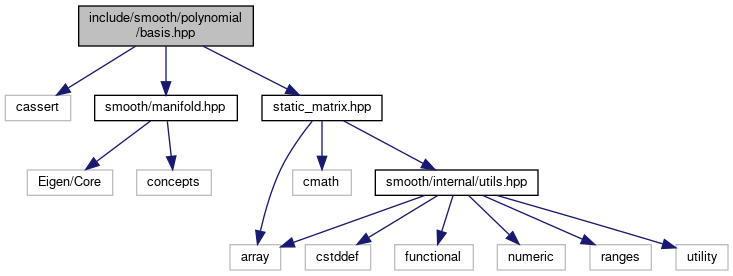 include/smooth/polynomial
/basis.hpp
cassert
smooth/manifold.hpp
static_matrix.hpp
Eigen/Core
concepts
cmath
smooth/internal/utils.hpp
array
cstddef
functional
numeric
ranges
utility